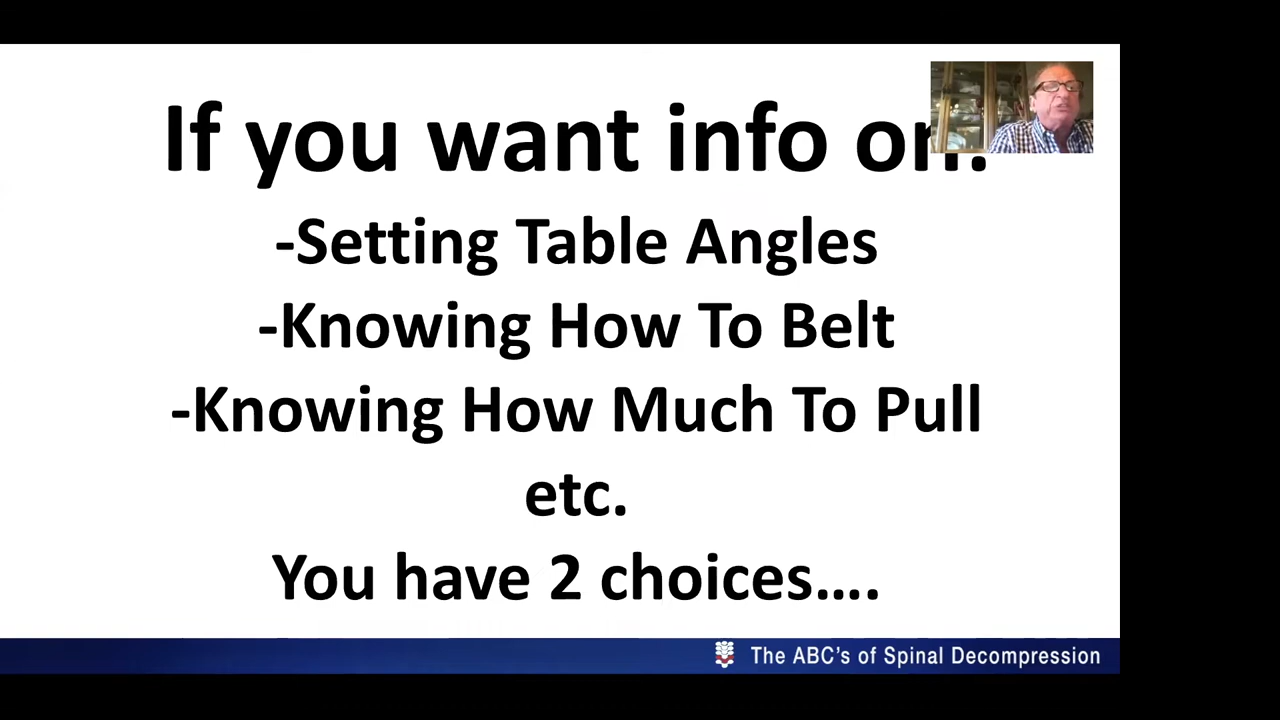 If you want info on:
-Setting Table Angles
-Knowing How To Belt
-Knowing How Much To Pull
etc.
You have 2 choices....
The ABC's of Spinal Decompression